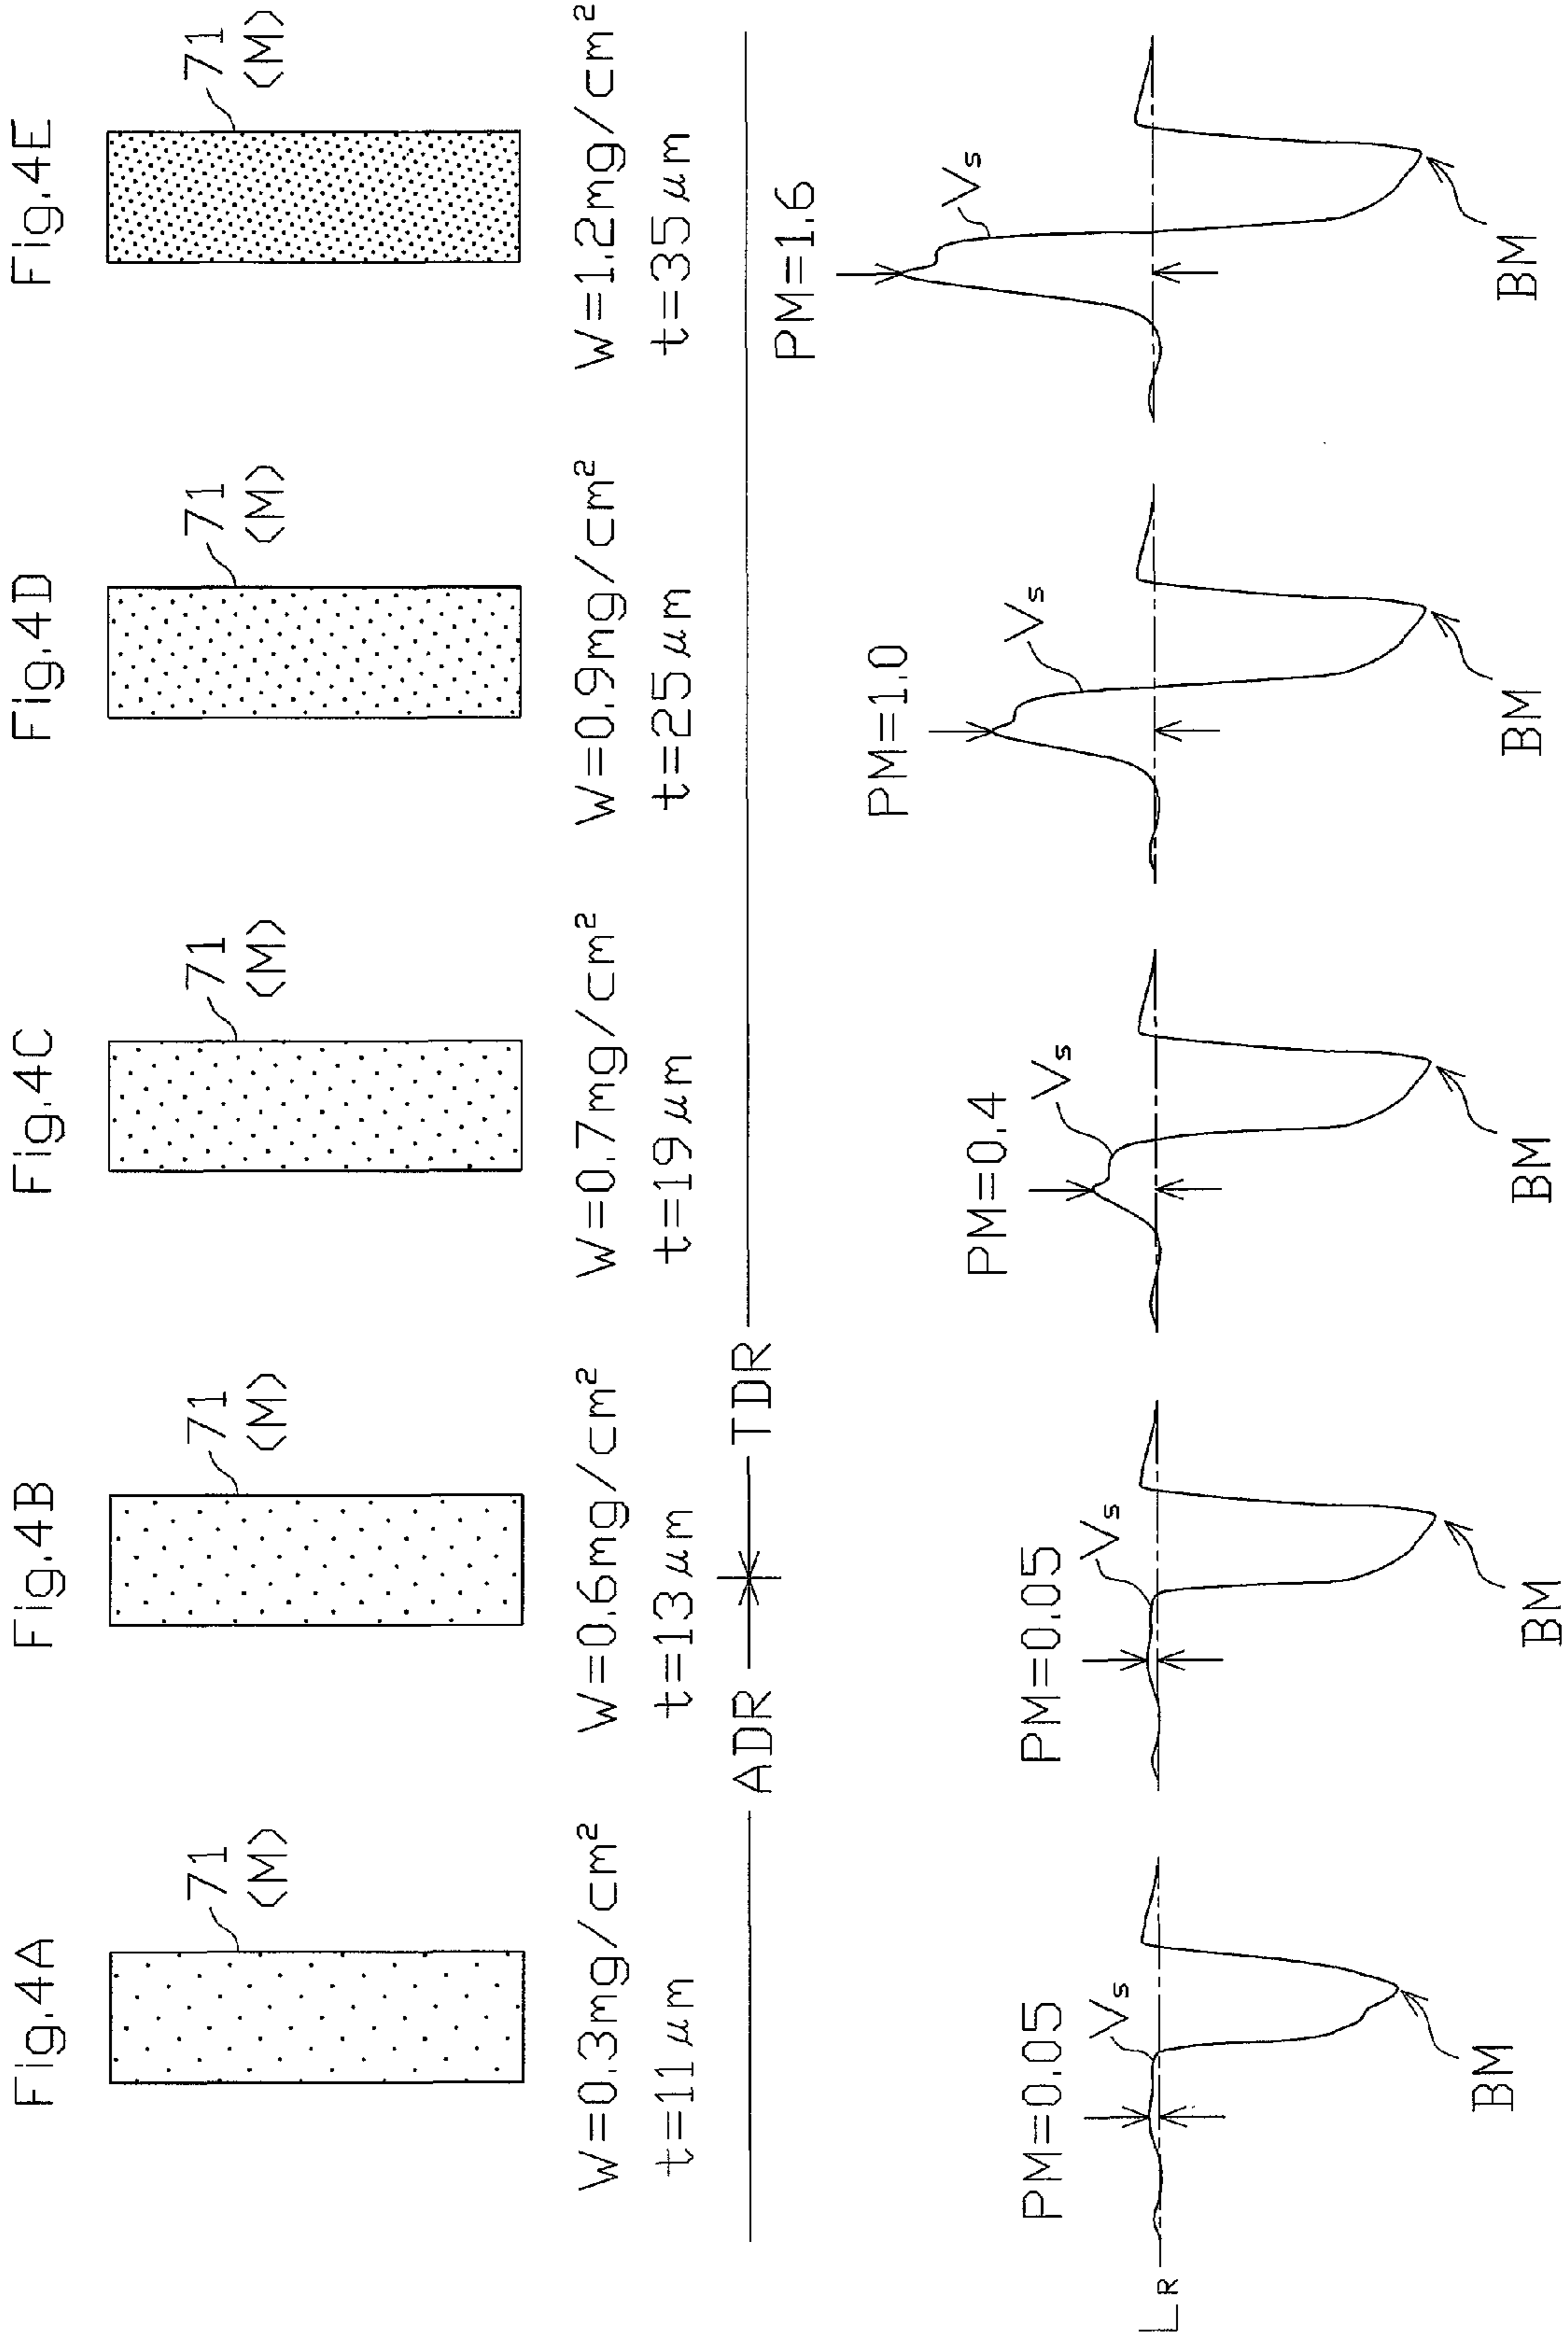 Fig.4A
71
(M)
W=0.3mg/cm²
t=11μm
PM=0.05
Vs
BM
LR
Fig.4B
71
(M)
W=0.6mg/cm²
t=13μm
ADR
TDR
PM=0.05
Vs
BM
Fig.4C
71
(M)
W=0.7mg/cm²
t=19μm
PM=0.4
Vs
BM
Fig.4D
71
(M)
W=0.9mg/cm²
t=25μm
PM=1.0
Vs
BM
Fig.4E
71
(M)
W=1.2mg/cm²
t=35μm
PM=1.6
Vs
BM